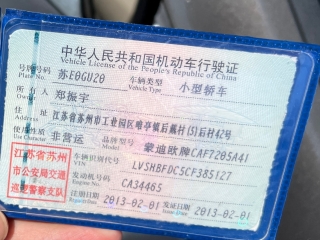 中华人民共和国机动车行驶证
Vehicle License of the People's Republic of China
号牌号码 苏E0GU20 车辆类型 小型轿车
Plate No. Vehicle Type
所有人 郑振宇
Owner
住址 江苏省苏州市工业园区唯亭镇后戴村(5)后村42号
Address
使用性质 非营运 品牌型号 蒙迪欧牌CAF7205A41
Use Character Model
江苏省苏州
市公安局交通
巡逻警察支队
车辆识别代号 LVSHBFDC5CF385127
VIN
发动机号码 CA34465
Engine No.
注册日期 2013-02-01 发证日期 2013-02-01